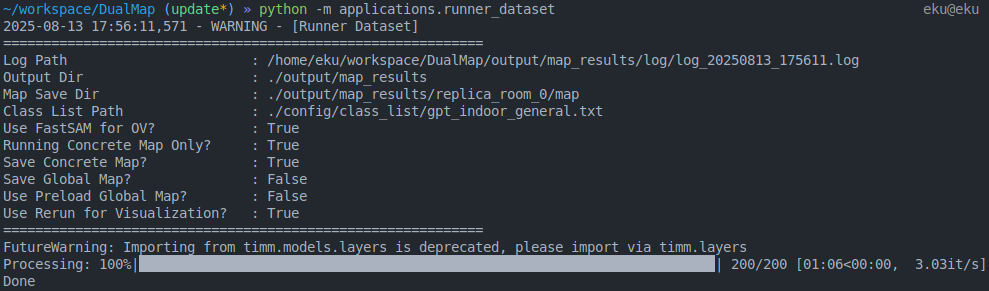 ~/workspace/DualMap (update*) » python -m applications.runner_dataset eku@eku
2025-08-13 17:56:11,571 - WARNING - [Runner Dataset]
============================================================
Log Path : /home/eku/workspace/DualMap/output/map_results/log/log_20250813_175611.log
Output Dir : ./output/map_results
Map Save Dir : ./output/map_results/replica_room_0/map
Class List Path : ./config/class_list/gpt_indoor_general.txt
Use FastSAM for OV? : True
Running Concrete Map Only? : True
Save Concrete Map? : True
Save Global Map? : False
Use Preload Global Map? : False
Use Rerun for Visualization? : True
============================================================
FutureWarning: Importing from timm.models.layers is deprecated, please import via timm.layers
Processing: 100%| | 200/200 [01:06<00:00, 3.03it/s]
Done